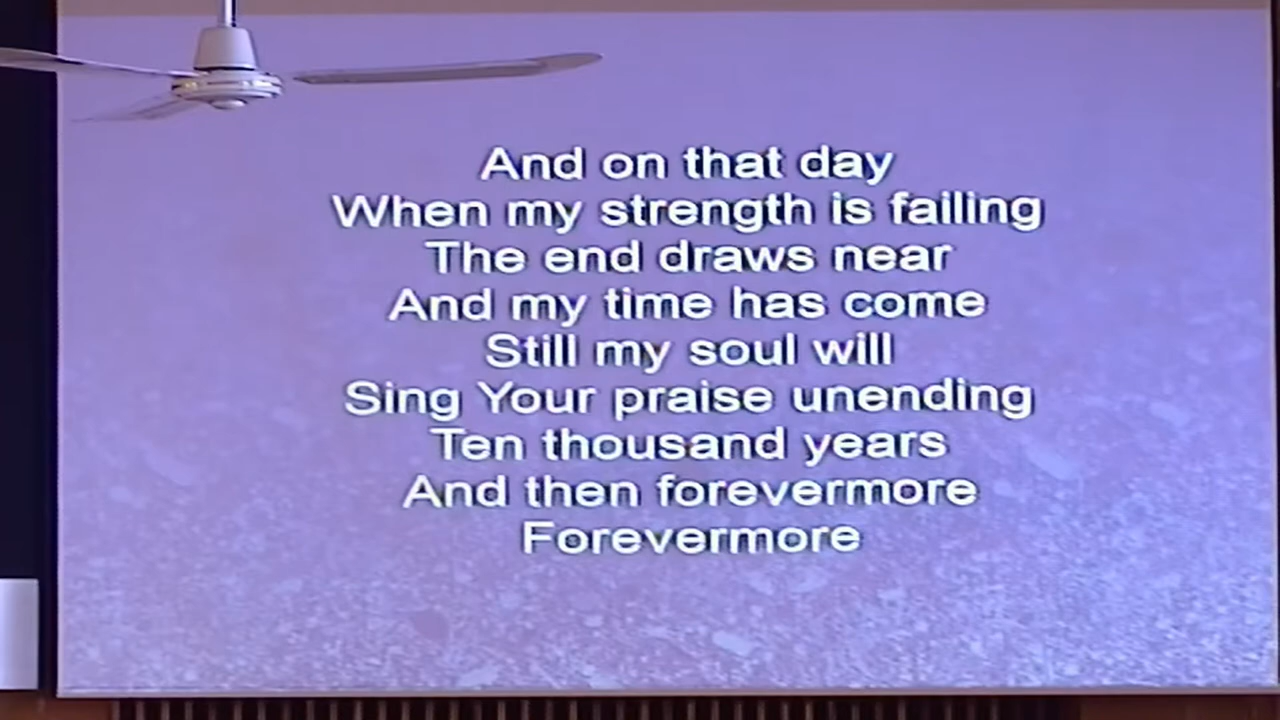 And on that day
When my strength is failing
The end draws near
And my time has come
Still my soul will
Sing Your praise unending
Ten thousand years
And then forevermore
Forevermore